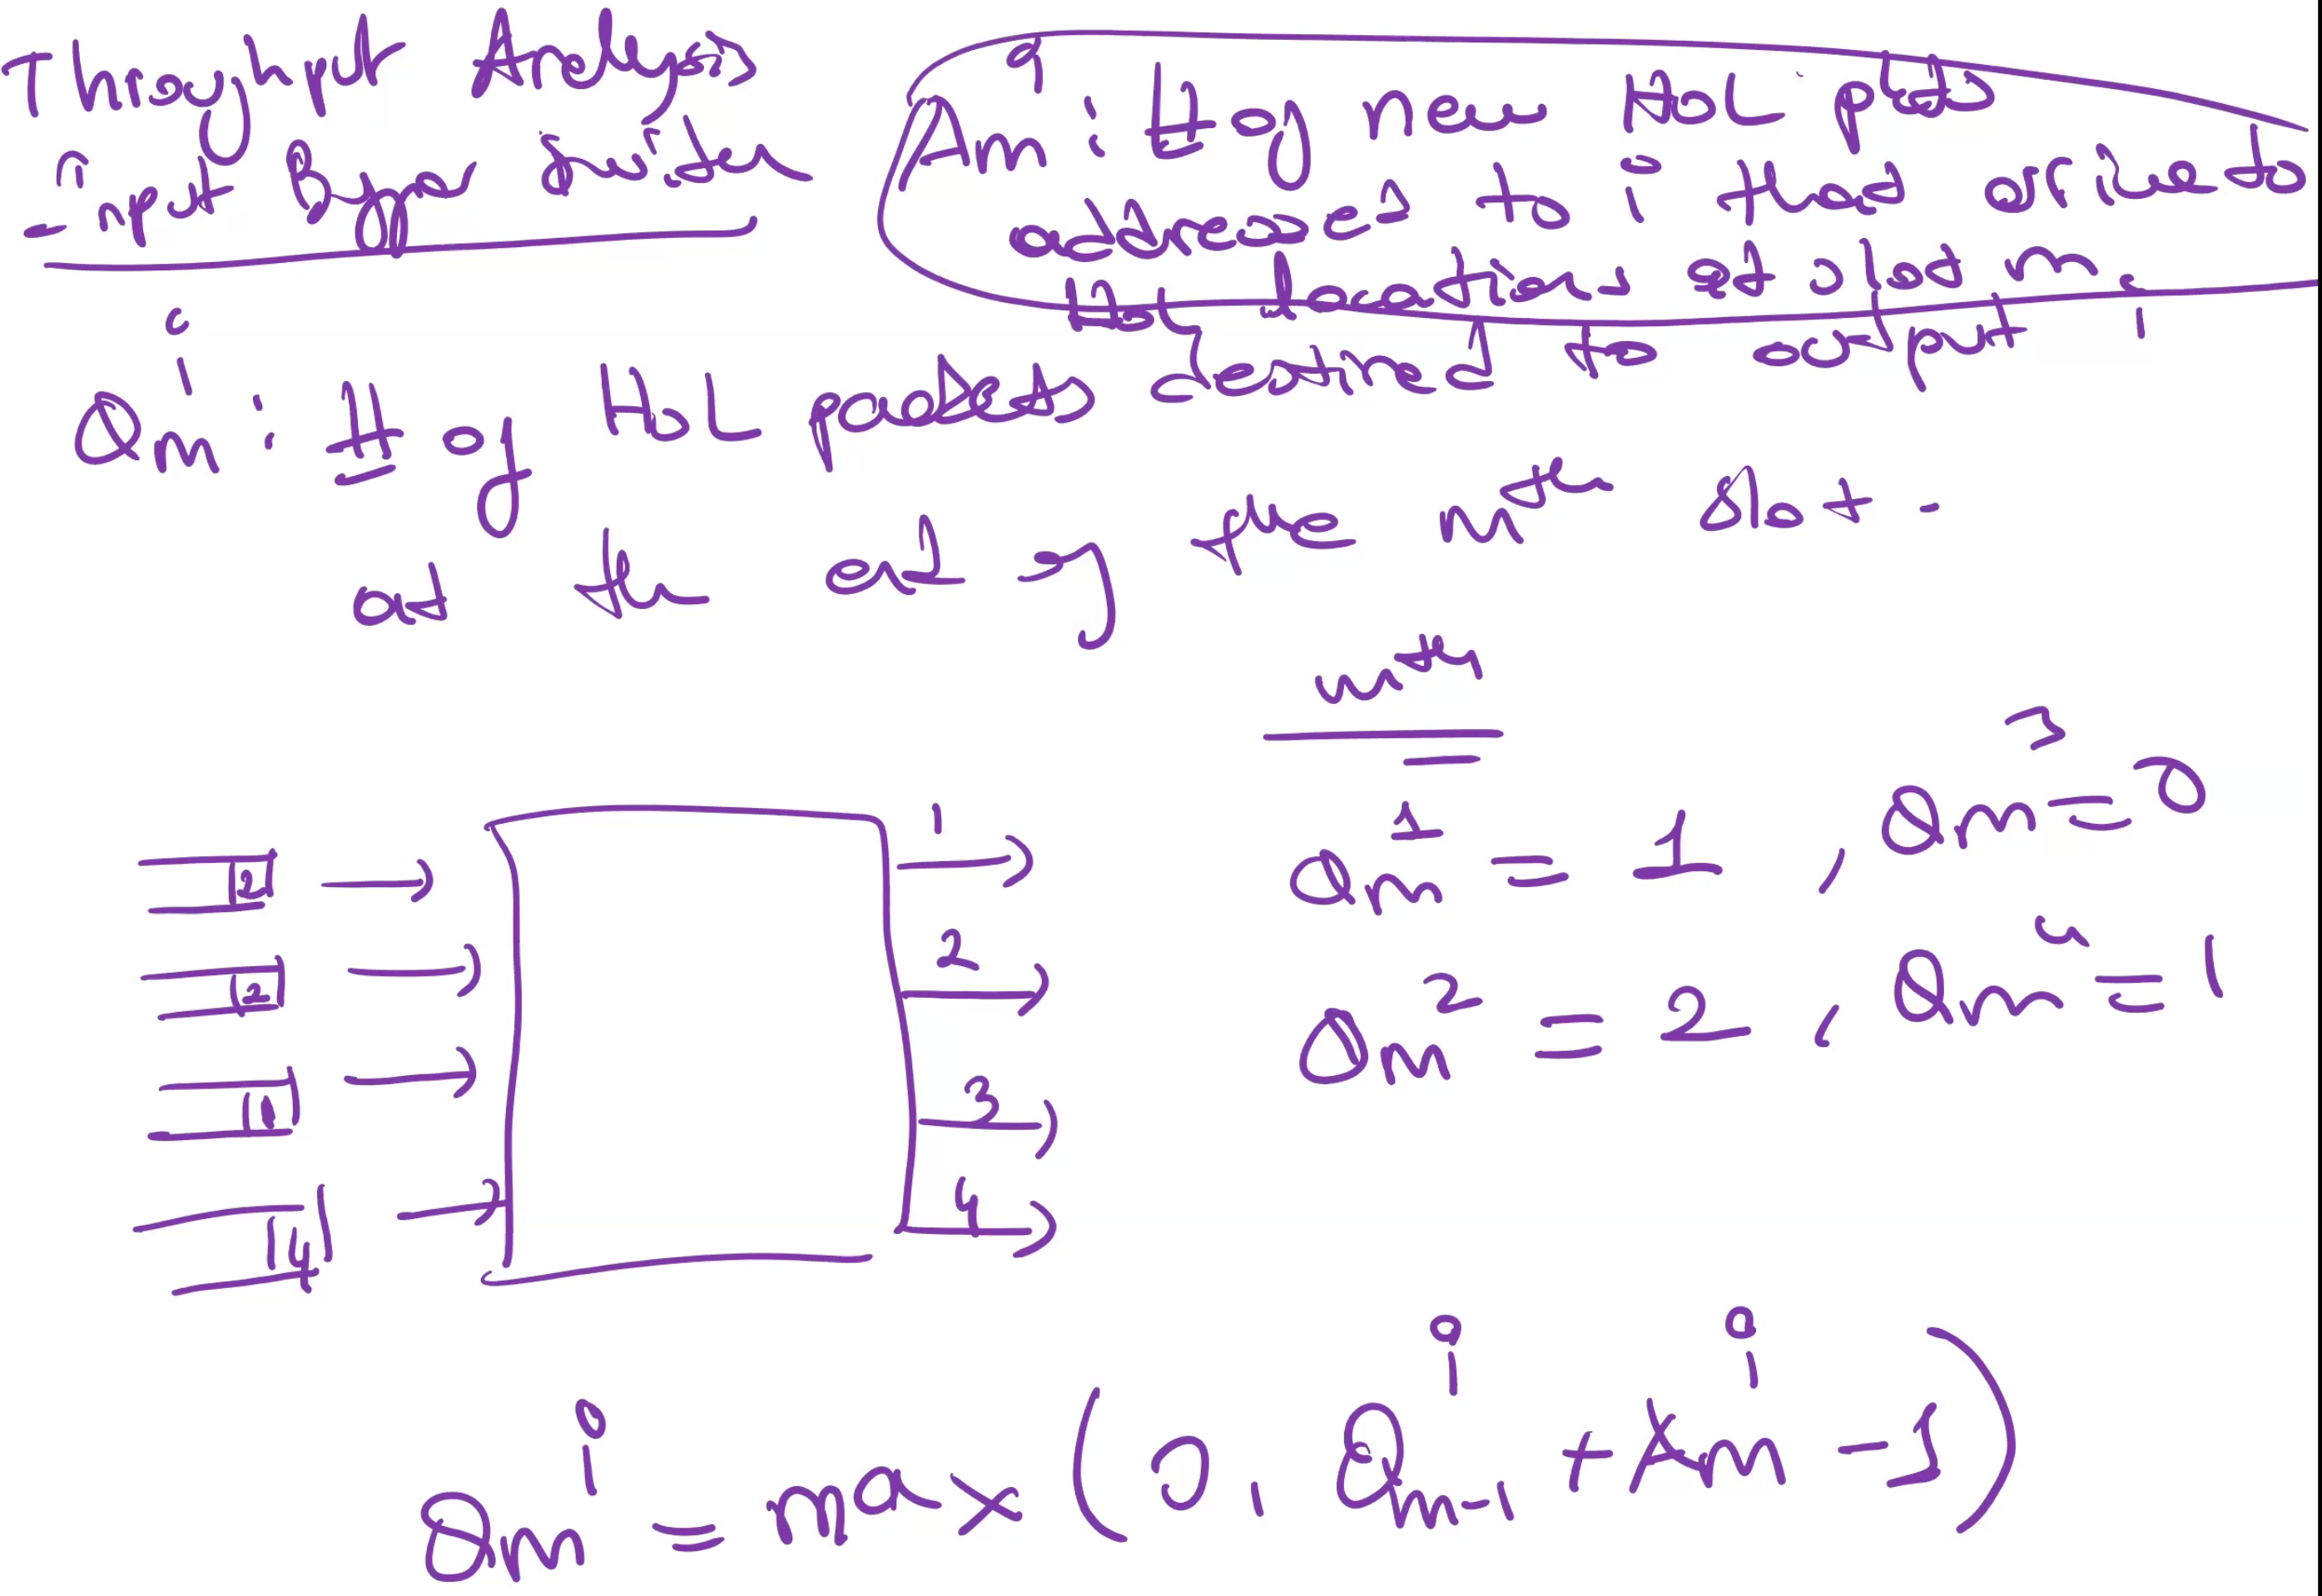 Throughput Analysis
- input Buffer Switch
A_m^i : # of new HoL pkts
addressed to i that arrived to
HoL locations at slot m,
Q_m^i : # of HoL packets destined to output i
at the end of the mth slot.
mth
Q_m^1 = 1 , Q_m^3 = 0
Q_m^2 = 2 , Q_m^4 = 1
2 1
2 2
1 3
4 4
Q_m^i = max (0, Q_{m-1}^i + A_m^i - 1)